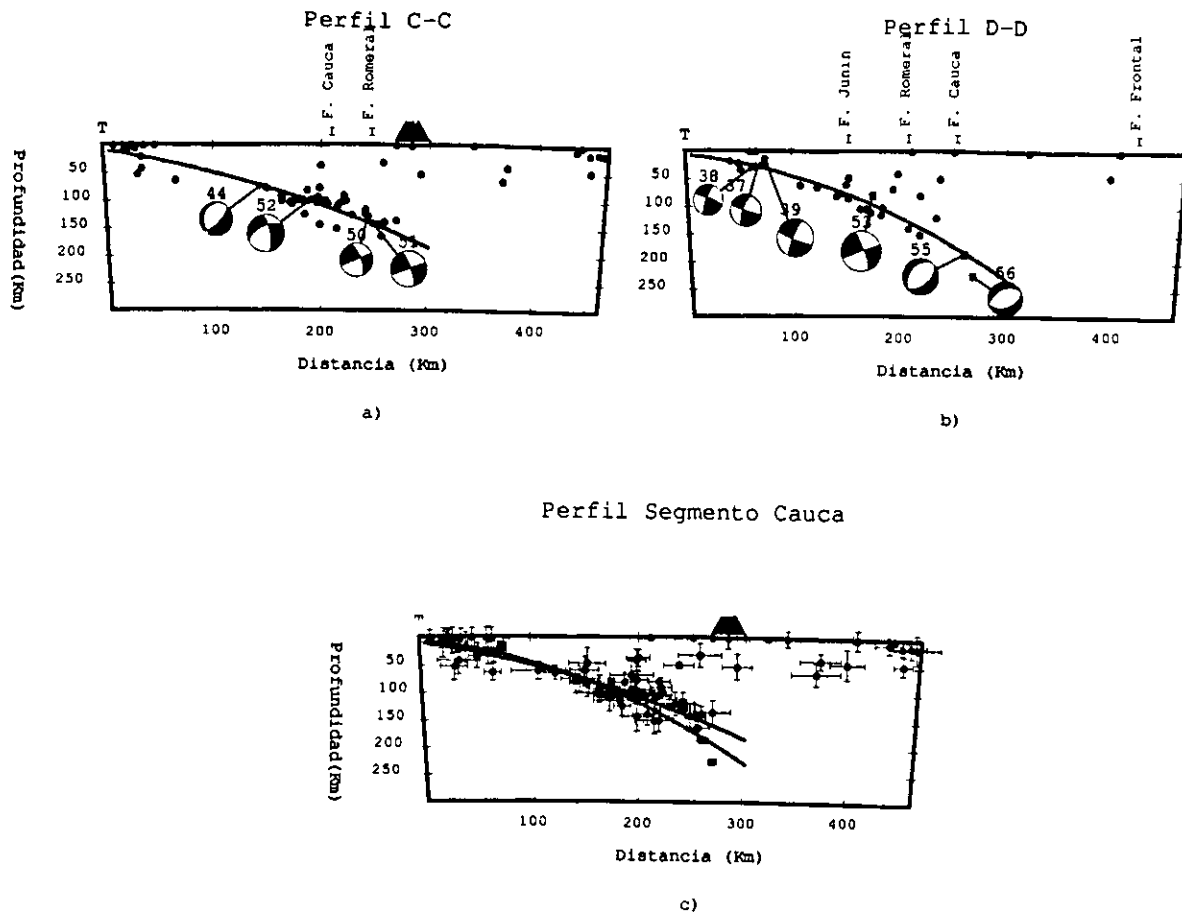 Perfil C-C
F. Cauca
F. Romeral
T
Profundidad(Km)
50
100
150
200
250
44
52
50
51
100
200
300
400
Distancia (Km)
a)
Perfil D-D
F. Junin
F. Romeral
F. Cauca
F. Frontal
T
50
100
150
200
250
38
37
39
53
55
66
100
200
300
400
Distancia (Km)
b)
Perfil Segmento Cauca
Profundidad(Km)
50
100
150
200
250
100
200
300
400
Distancia (Km)
c)